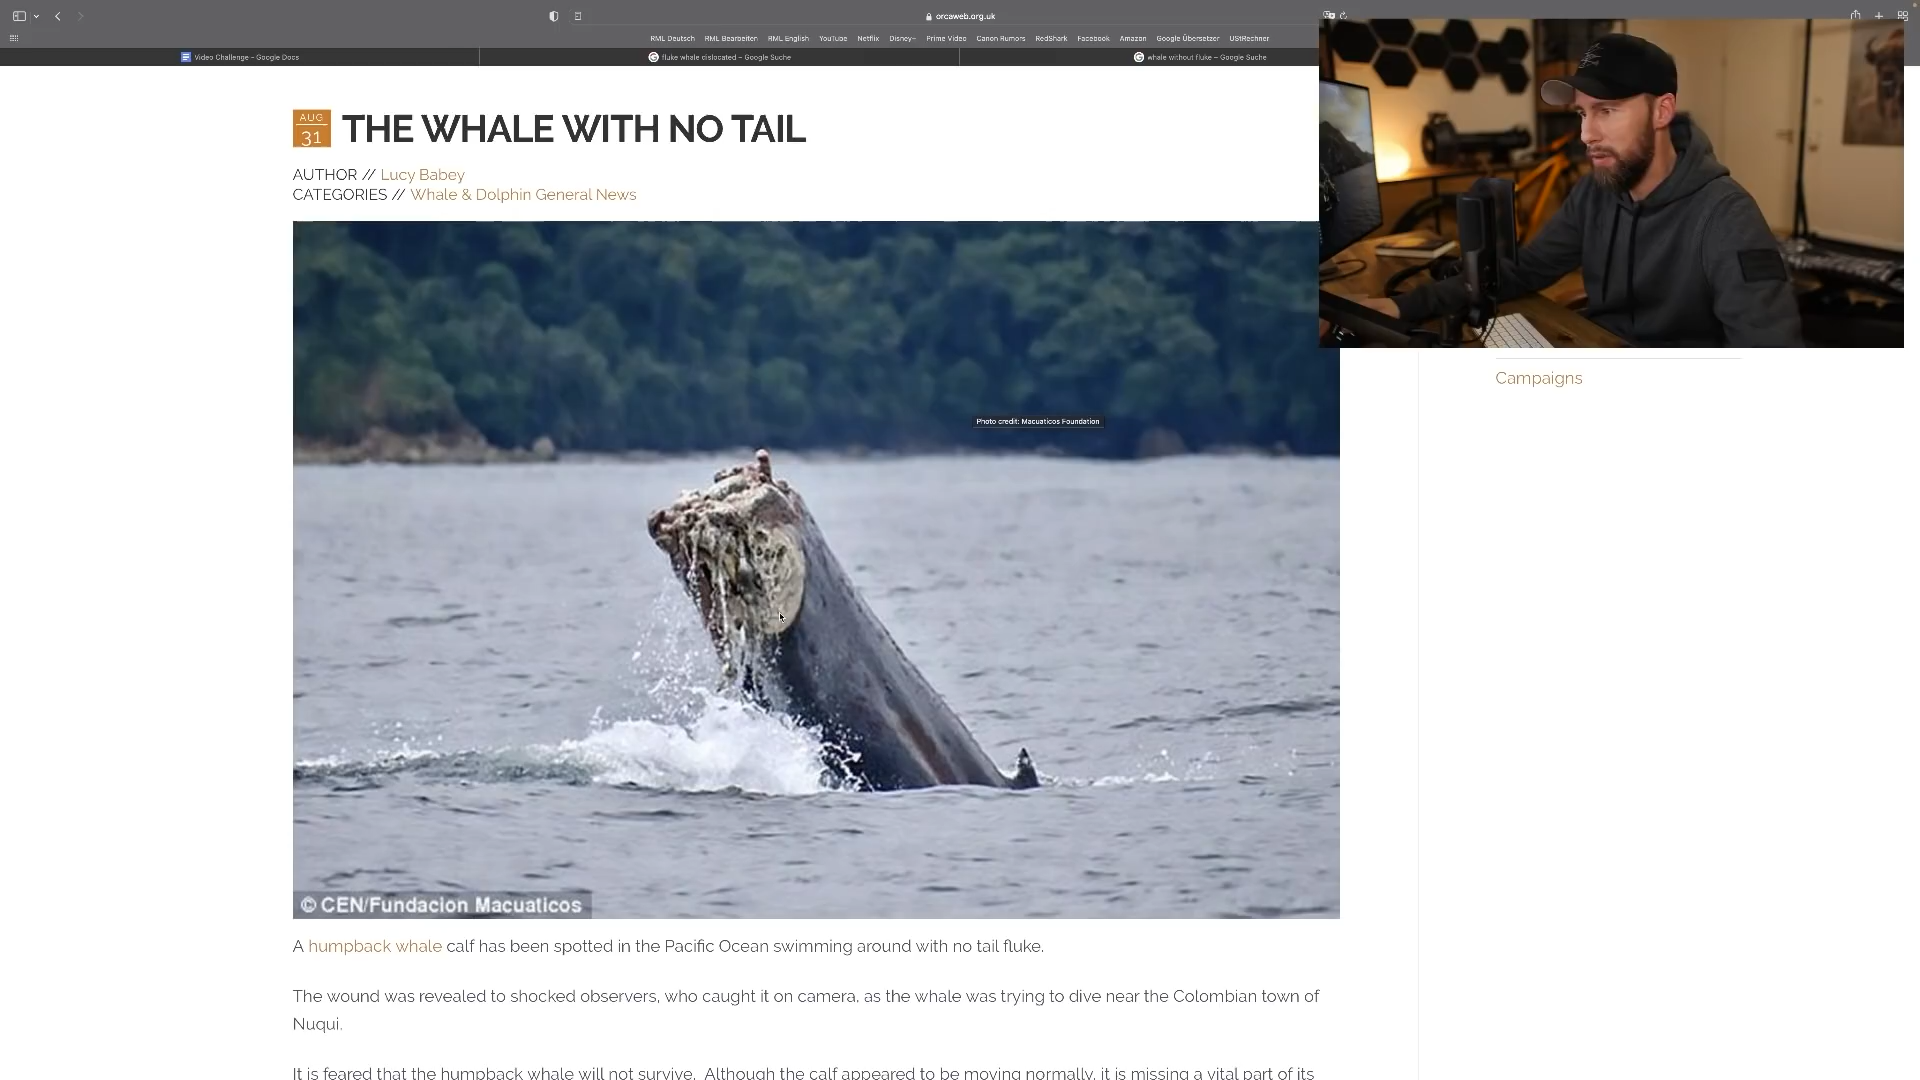 orcaweb.org.uk
RML Deutsch RML Bearbeiten RML English YouTube Netflix Disney+ Prime Video Canon Rumors RedShark Facebook Amazon Google Übersetzer UStRechner
Video Challenge – Google Docs
fluke whale dislocated – Google Suche
whale without fluke – Google Suche
AUG
31
THE WHALE WITH NO TAIL
AUTHOR // Lucy Babey
CATEGORIES // Whale & Dolphin General News
Campaigns
Photo credit: Macuaticos Foundation
© CEN/Fundacion Macuaticos
A humpback whale calf has been spotted in the Pacific Ocean swimming around with no tail fluke.
The wound was revealed to shocked observers, who caught it on camera, as the whale was trying to dive near the Colombian town of
Nuqui.
It is feared that the humpback whale will not survive. Although the calf appeared to be moving normally, it is missing a vital part of its